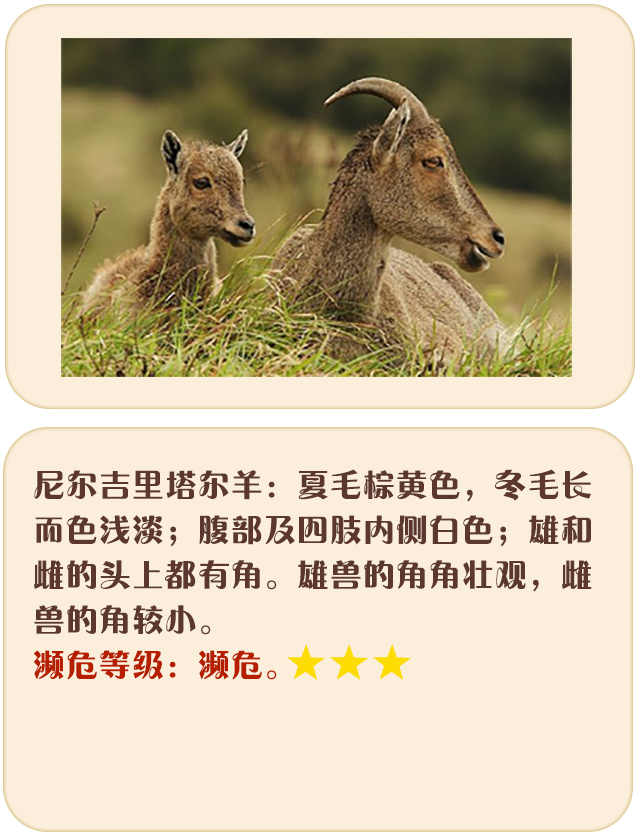 尼尔吉里塔尔羊：夏毛棕黄色，冬毛长
而色浅淡；腹部及四肢内侧白色；雄和
雌的头上都有角。雄兽的角角壮观，雌
兽的角较小。
濒危等级：濒危。